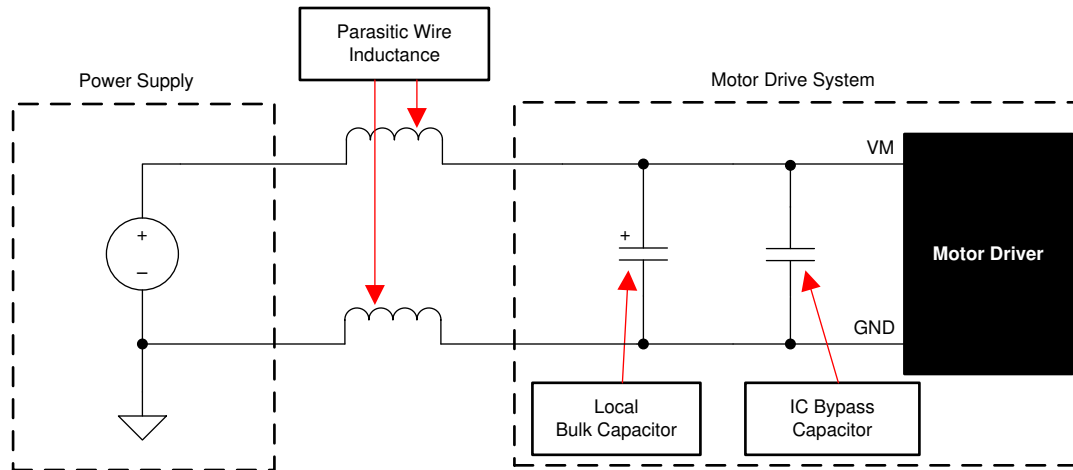 Parasitic Wire
Inductance
Power Supply
Motor Drive System
VM
+
−
+
Motor Driver
GND
Local
Bulk Capacitor
IC Bypass
Capacitor